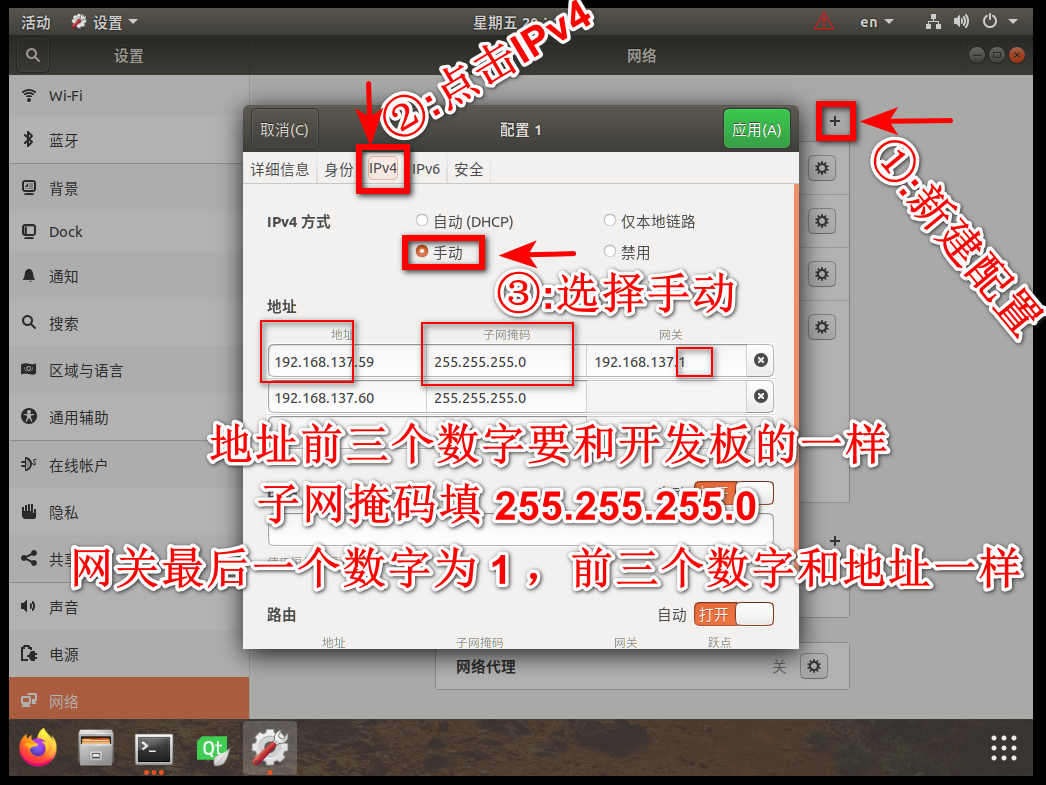 活动 设置 星期五 20 en
设置 网络
Wi-Fi
蓝牙
背景
Dock
通知
搜索
区域与语言
通用辅助
在线帐户
隐私
共享
声音
电源
网络
取消(C) 配置 1 应用(A)
详细信息 身份 IPv4 IPv6 安全
IPv4 方式 自动 (DHCP) 仅本地链路
手动 禁用
地址
地址 子网掩码 网关
192.168.137.59 255.255.255.0 192.168.137.1
192.168.137.60 255.255.255.0
路由 自动 打开
地址 子网掩码 网关 跃点
网络代理 关
①:新建配置
②:点击IPv4
③:选择手动
地址前三个数字要和开发板的一样
子网掩码填 255.255.255.0
网关最后一个数字为 1 ，前三个数字和地址一样
Qt